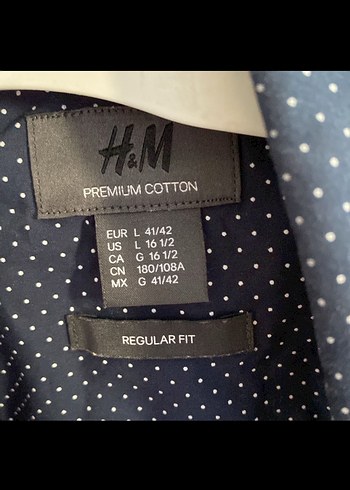 H&M
PREMIUM COTTON
EUR L 41/42
US L 16 1/2
CA G 16 1/2
CN 180/108A
MX G 41/42
REGULAR FIT